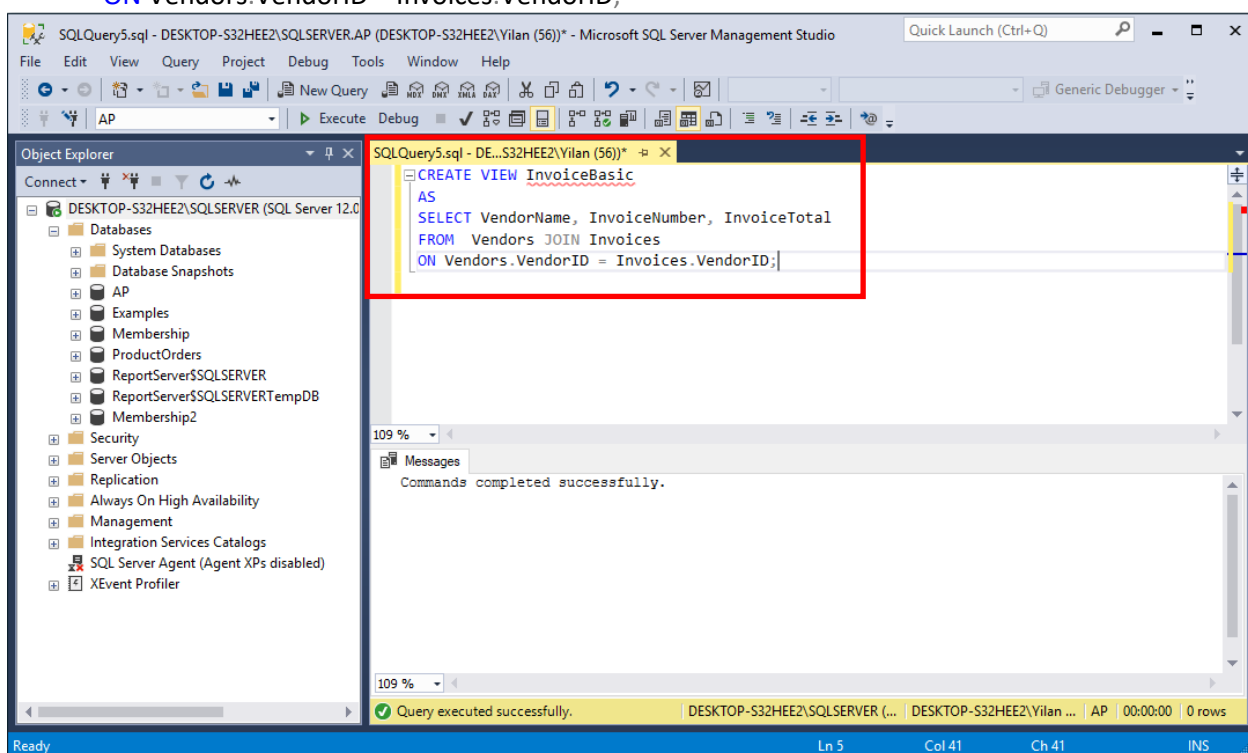 ON Vendors.VendorID = Invoices.VendorID;
SQLQuery5.sql - DESKTOP-S32HEE2\SQLSERVER.AP (DESKTOP-S32HEE2\Yilan (56))* - Microsoft SQL Server Management Studio
Quick Launch (Ctrl+Q)
File Edit View Query Project Debug Tools Window Help
New Query MDX DMX XMLA DAX Generic Debugger
AP Execute Debug
Object Explorer
SQLQuery5.sql - DE...S32HEE2\Yilan (56))*
Connect
CREATE VIEW InvoiceBasic
AS
SELECT VendorName, InvoiceNumber, InvoiceTotal
FROM Vendors JOIN Invoices
ON Vendors.VendorID = Invoices.VendorID;
DESKTOP-S32HEE2\SQLSERVER (SQL Server 12.0
Databases
System Databases
Database Snapshots
AP
Examples
Membership
ProductOrders
ReportServer$SQLSERVER
ReportServer$SQLSERVERTempDB
Membership2
Security
Server Objects
Replication
Always On High Availability
Management
Integration Services Catalogs
SQL Server Agent (Agent XPs disabled)
XEvent Profiler
109 %
Messages
Commands completed successfully.
109 %
Query executed successfully. DESKTOP-S32HEE2\SQLSERVER (... DESKTOP-S32HEE2\Yilan ... AP 00:00:00 0 rows
Ready Ln 5 Col 41 Ch 41 INS